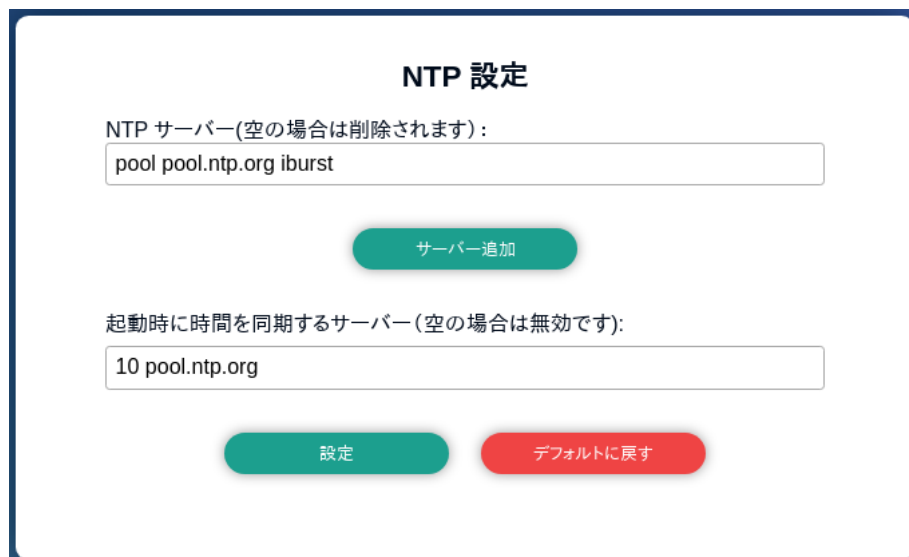 NTP 設定
NTP サーバー(空の場合は削除されます）:
pool pool.ntp.org iburst
サーバー追加
起動時に時間を同期するサーバー（空の場合は無効です):
10 pool.ntp.org
設定 デフォルトに戻す